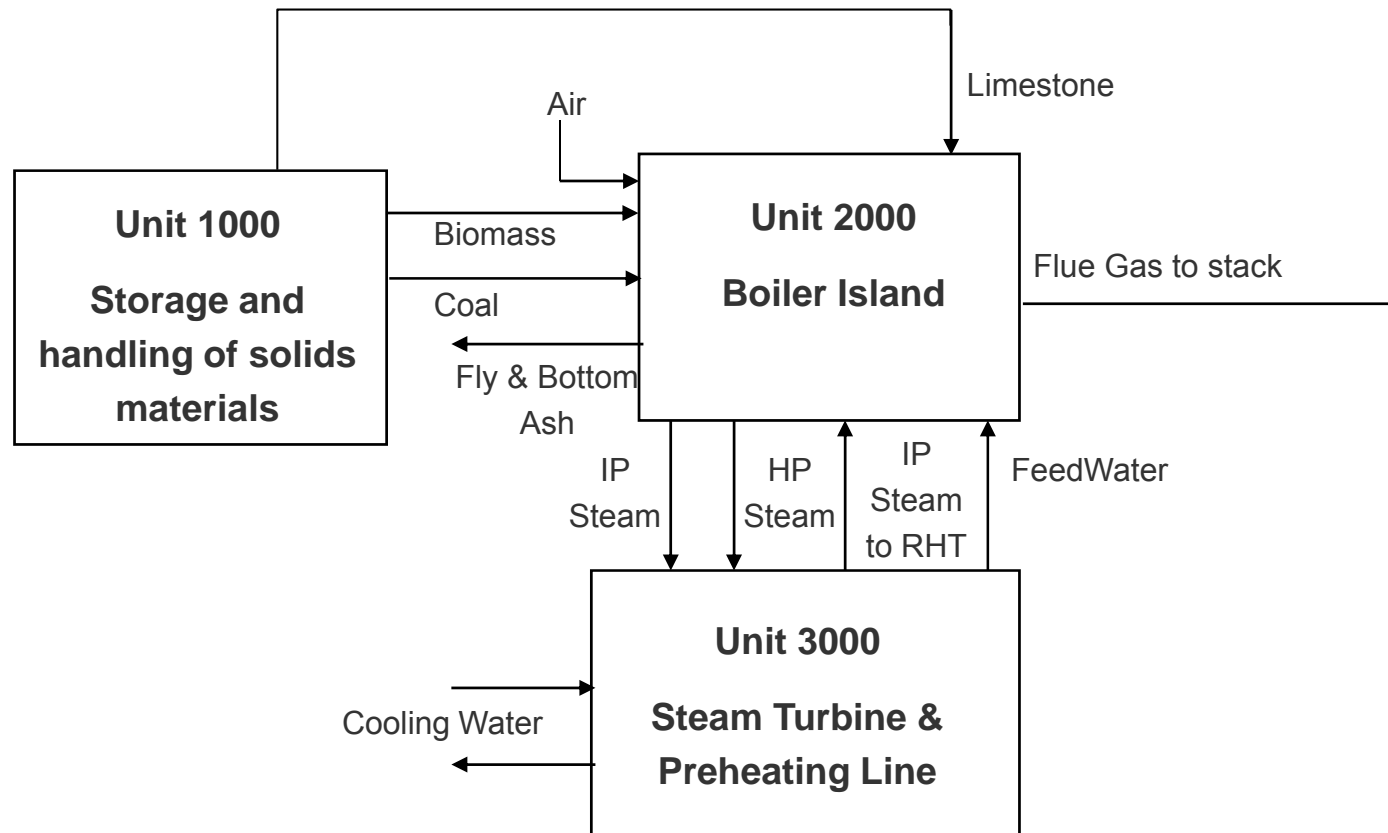 Limestone
Air
Unit 1000
Storage and
handling of solids
materials
Biomass
Coal
Fly & Bottom
Ash
Unit 2000
Boiler Island
Flue Gas to stack
IP
Steam
HP
Steam
IP
Steam
to RHT
FeedWater
Unit 3000
Steam Turbine &
Preheating Line
Cooling Water